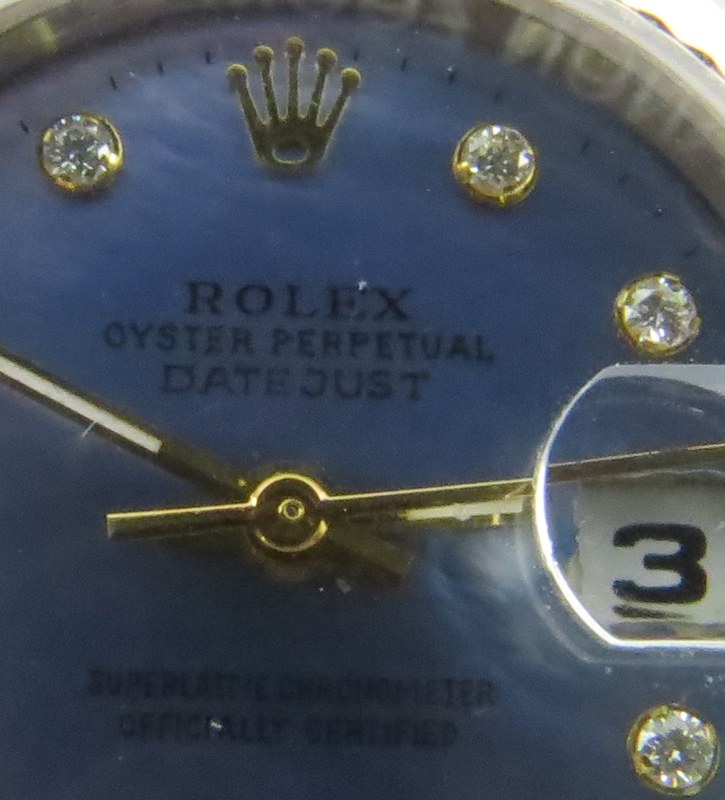 ROLEX
OYSTER PERPETUAL
DATEJUST
3
SUPERLATIVE CHRONOMETER
OFFICIALLY CERTIFIED